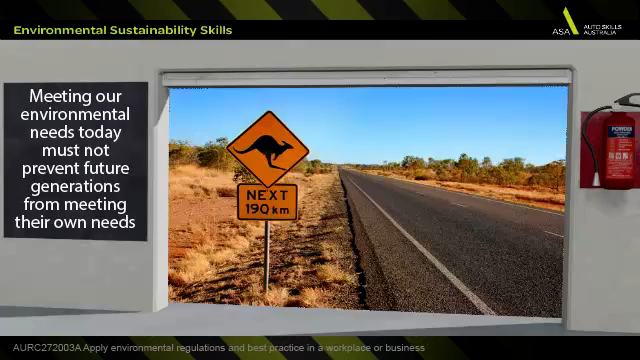 Environmental Sustainability Skills
ASA
AUTO SKILLS
AUSTRALIA
Meeting our
environmental
needs today
must not
prevent future
generations
from meeting
their own needs
NEXT
190 km
POWDER
AURC272003A Apply environmental regulations and best practice in a workplace or business